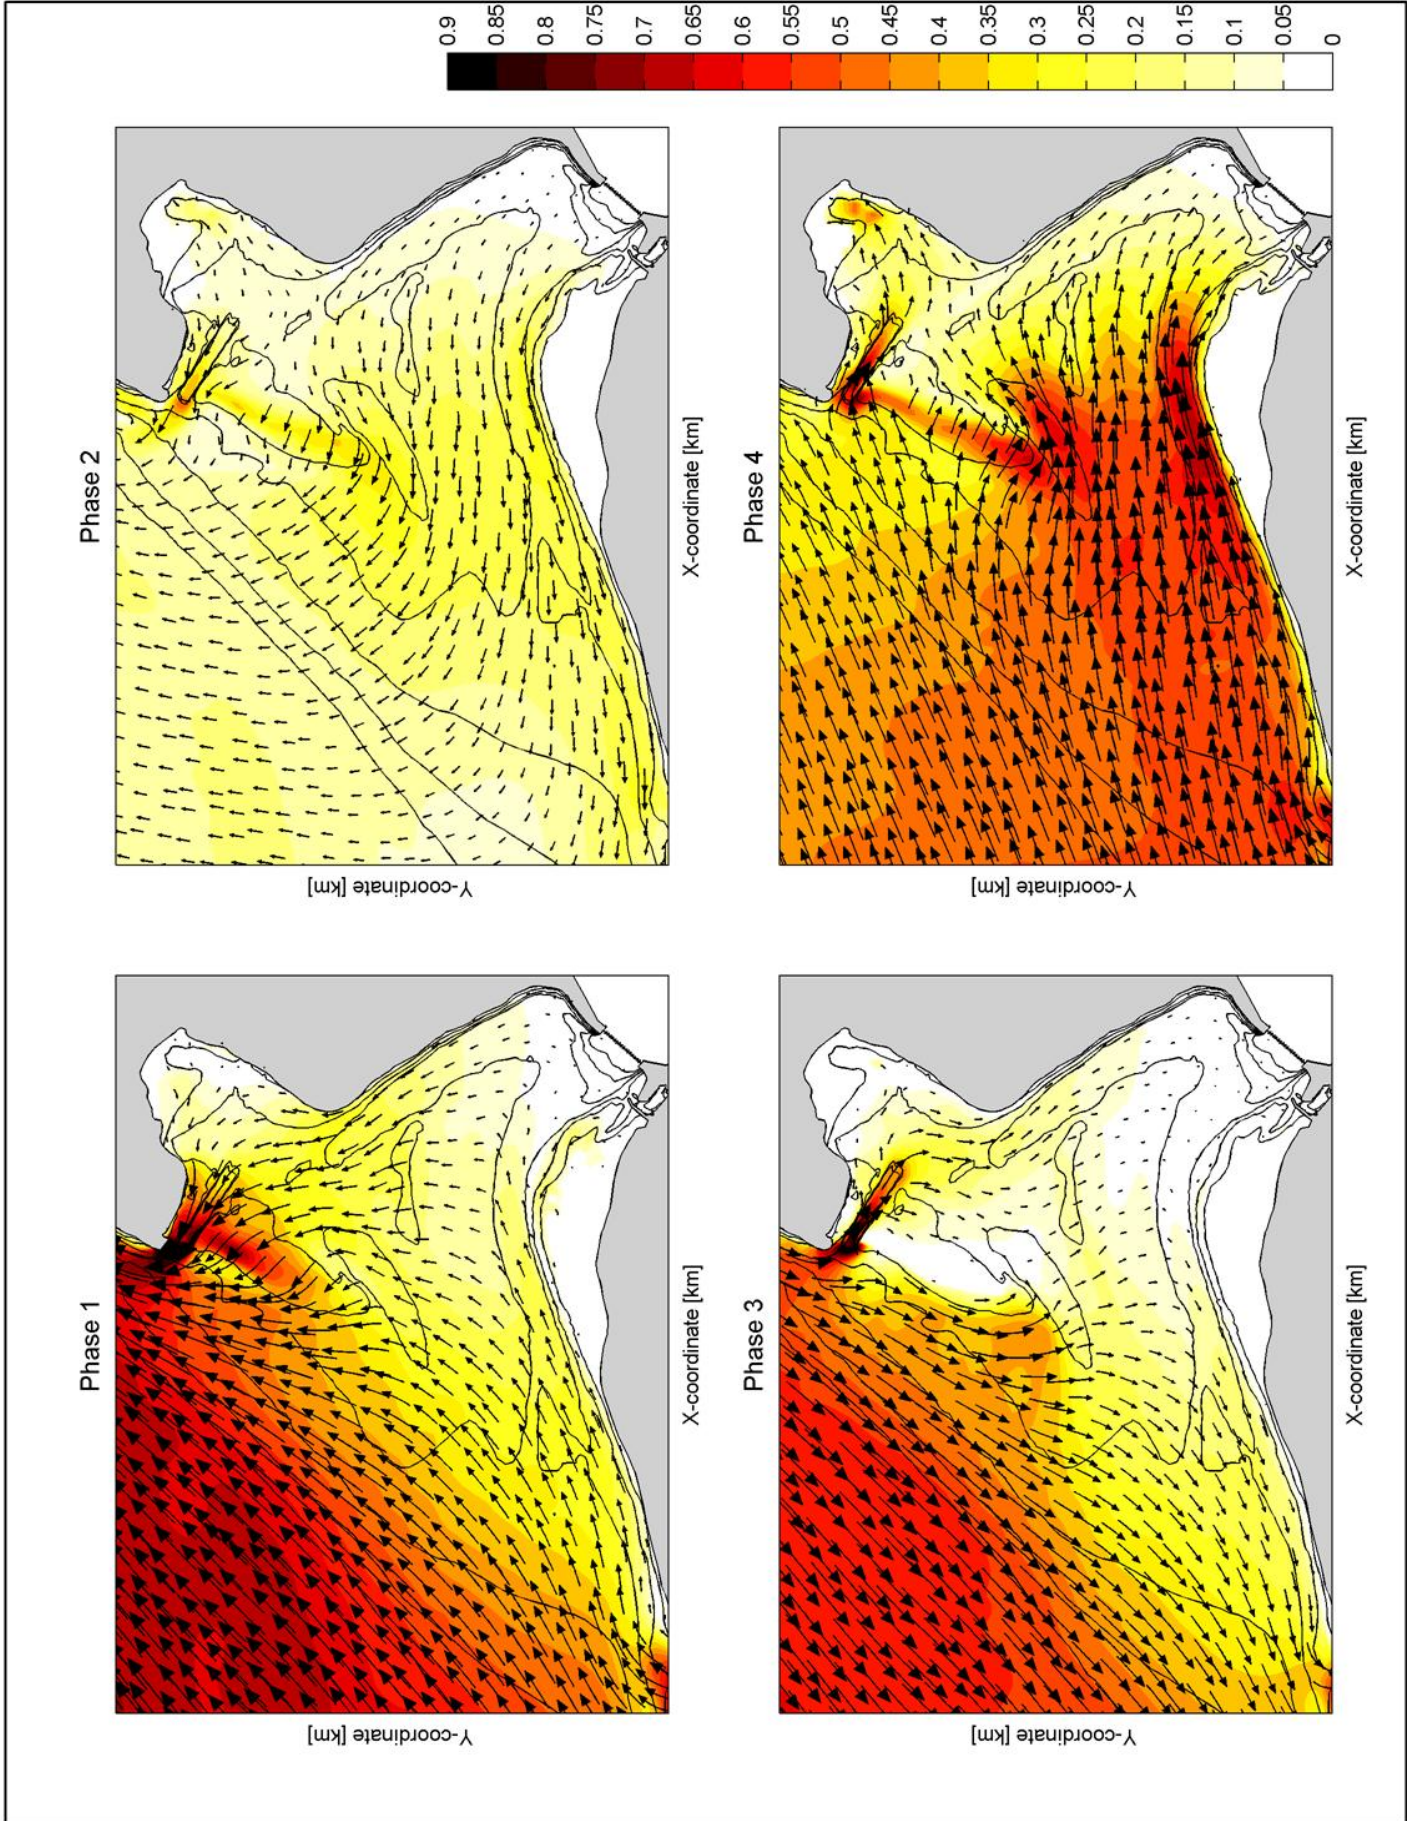 Phase 1
Y-coordinate [km]
X-coordinate [km]
Phase 2
Y-coordinate [km]
X-coordinate [km]
Phase 3
Y-coordinate [km]
X-coordinate [km]
Phase 4
Y-coordinate [km]
X-coordinate [km]
0.9
0.85
0.8
0.75
0.7
0.65
0.6
0.55
0.5
0.45
0.4
0.35
0.3
0.25
0.2
0.15
0.1
0.05
0